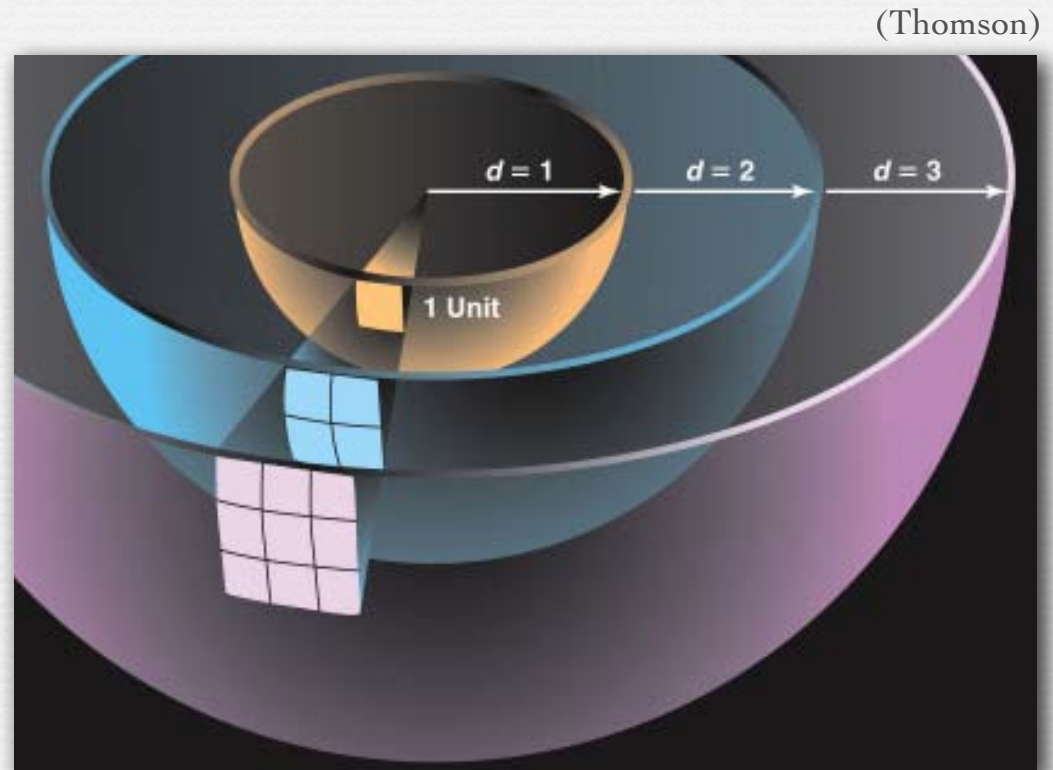 (Thomson)
d = 1
d = 2
d = 3
1 Unit